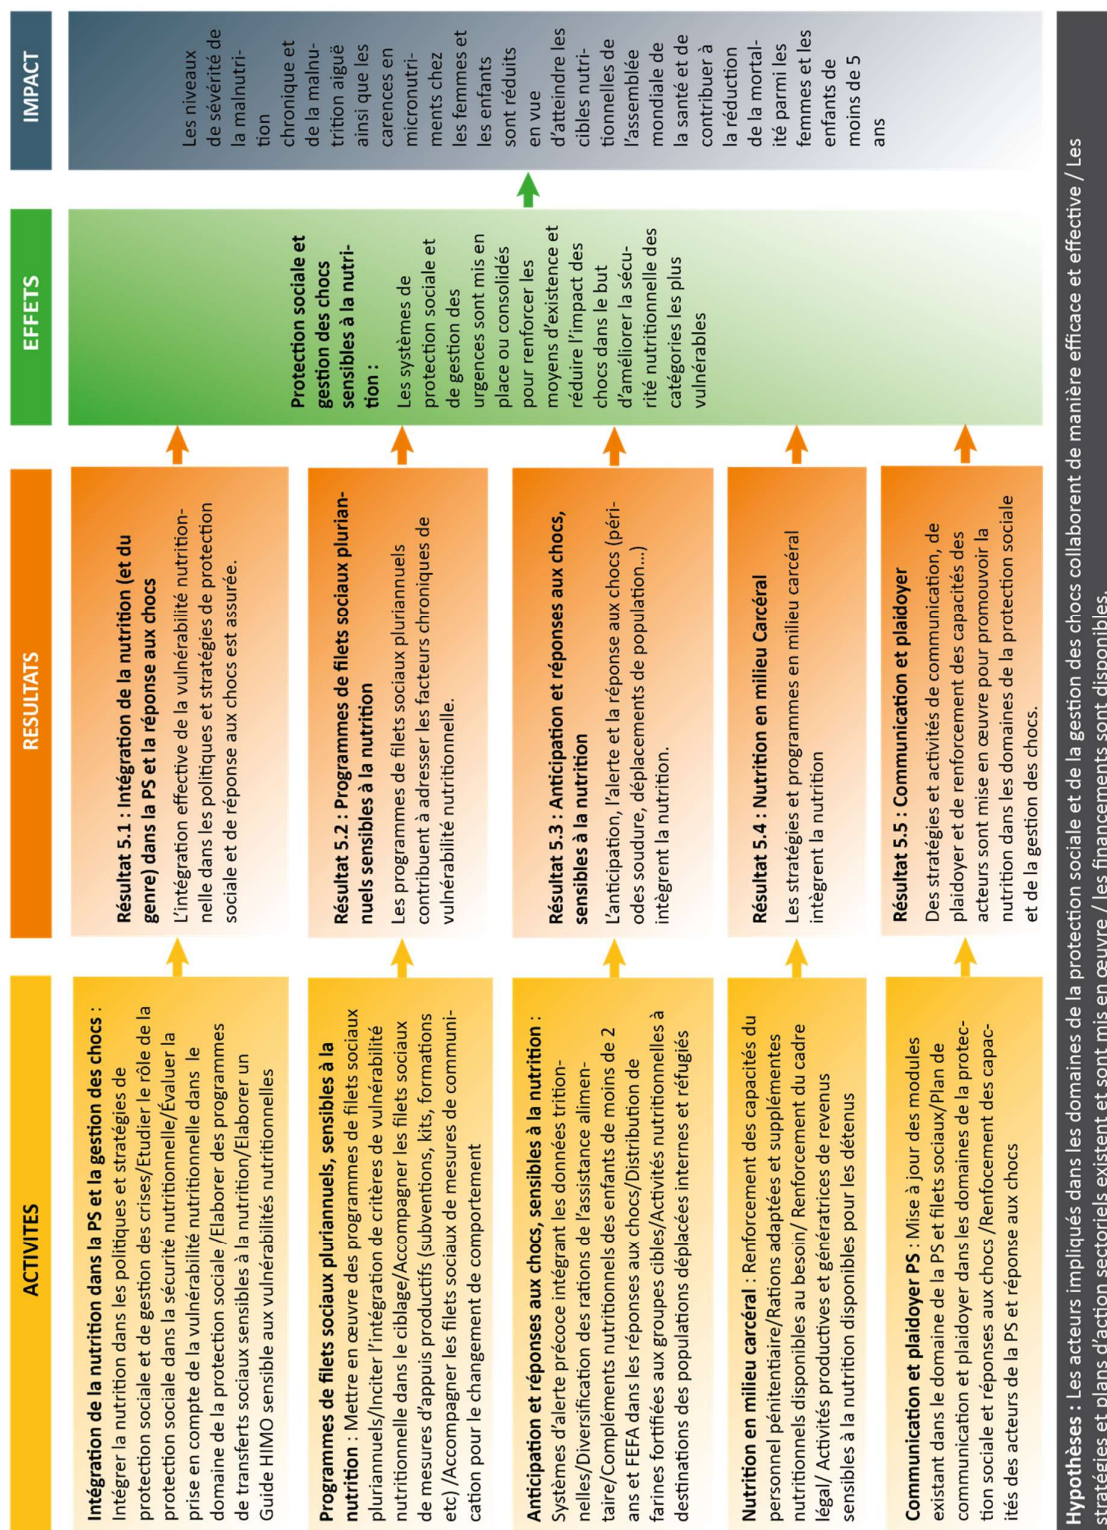 ACTIVITES
RESULTATS
EFFETS
IMPACT
Intégration de la nutrition dans la PS et la gestion des chocs :
Intégrer la nutrition dans les politiques et stratégies de
protection sociale et de gestion des crises/Etudier le rôle de la
protection sociale dans la sécurité nutritionnelle/Évaluer la
prise en compte de la vulnérabilité nutritionnelle dans le
domaine de la protection sociale /Elaborer des programmes
de transferts sociaux sensibles à la nutrition/Elaborer un
Guide HIMO sensible aux vulnérabilités nutritionnelles
Programmes de filets sociaux pluriannuels, sensibles à la
nutrition : Mettre en œuvre des programmes de filets sociaux
pluriannuels/Inciter l'intégration de critères de vulnérabilité
nutritionnelle dans le ciblage/Accompagner les filets sociaux
de mesures d'appuis productifs (subventions, kits, formations
etc) /Accompagner les filets sociaux de mesures de communi-
cation pour le changement de comportement
Anticipation et réponses aux chocs, sensibles à la nutrition :
Systèmes d'alerte précoce intégrant les données trition-
nelles/Diversification des rations de l'assistance alimen-
taire/Compléments nutritionnels des enfants de moins de 2
ans et FEFA dans les réponses aux chocs/Distribution de
farines fortifiées aux groupes cibles/Activités nutritionnelles à
destinations des populations déplacées internes et réfugiés
Nutrition en milieu carcéral : Renforcement des capacités du
personnel pénitentiaire/Rations adaptées et suppléments
nutritionnels disponibles au besoin/ Renforcement du cadre
légal/ Activités productives et génératrices de revenus
sensibles à la nutrition disponibles pour les détenus
Communication et plaidoyer PS : Mise à jour des modules
existant dans le domaine de la PS et filets sociaux/Plan de
communication et plaidoyer dans les domaines de la protec-
tion sociale et réponses aux chocs /Renfocement des capac-
ités des acteurs de la PS et réponse aux chocs
Résultat 5.1 : Intégration de la nutrition (et du
genre) dans la PS et la réponse aux chocs
L'intégration effective de la vulnérabilité nutrition-
nelle dans les politiques et stratégies de protection
sociale et de réponse aux chocs est assurée.
Résultat 5.2 : Programmes de filets sociaux plurian-
nuels sensibles à la nutrition
Les programmes de filets sociaux pluriannuels
contribuent à adresser les facteurs chroniques de
vulnérabilité nutritionnelle.
Résultat 5.3 : Anticipation et réponses aux chocs,
sensibles à la nutrition
L'anticipation, l'alerte et la réponse aux chocs (péri-
odes soudure, déplacements de population...)
intègrent la nutrition.
Résultat 5.4 : Nutrition en milieu Carcéral
Les stratégies et programmes en milieu carcéral
intègrent la nutrition
Résultat 5.5 : Communication et plaidoyer
Des stratégies et activités de communication, de
plaidoyer et de renforcement des capacités des
acteurs sont mise en œuvre pour promouvoir la
nutrition dans les domaines de la protection sociale
et de la gestion des chocs.
Protection sociale et
gestion des chocs
sensibles à la nutri-
tion :
Les systèmes de
protection sociale et
de gestion des
urgences sont mis en
place ou consolidés
pour renforcer les
moyens d'existence et
réduire l'impact des
chocs dans le but
d'améliorer la sécu-
rité nutritionnelle des
catégories les plus
vulnérables
Les niveaux
de sévérité de
la malnutri-
tion
chronique et
de la malnu-
trition aiguë
ainsi que les
carences en
micronutri-
ments chez
les femmes et
les enfants
sont réduits
en vue
d'atteindre les
cibles nutri-
tionnelles de
l'assemblée
mondiale de
la santé et de
contribuer à
la réduction
de la mortal-
ité parmi les
femmes et les
enfants de
moins de 5
ans
Hypothèses : Les acteurs impliqués dans les domaines de la protection sociale et de la gestion des chocs collaborent de manière efficace et effective / Les
stratégies et plans d'action sectoriels existent et sont mis en œuvre / les financements sont disponibles.